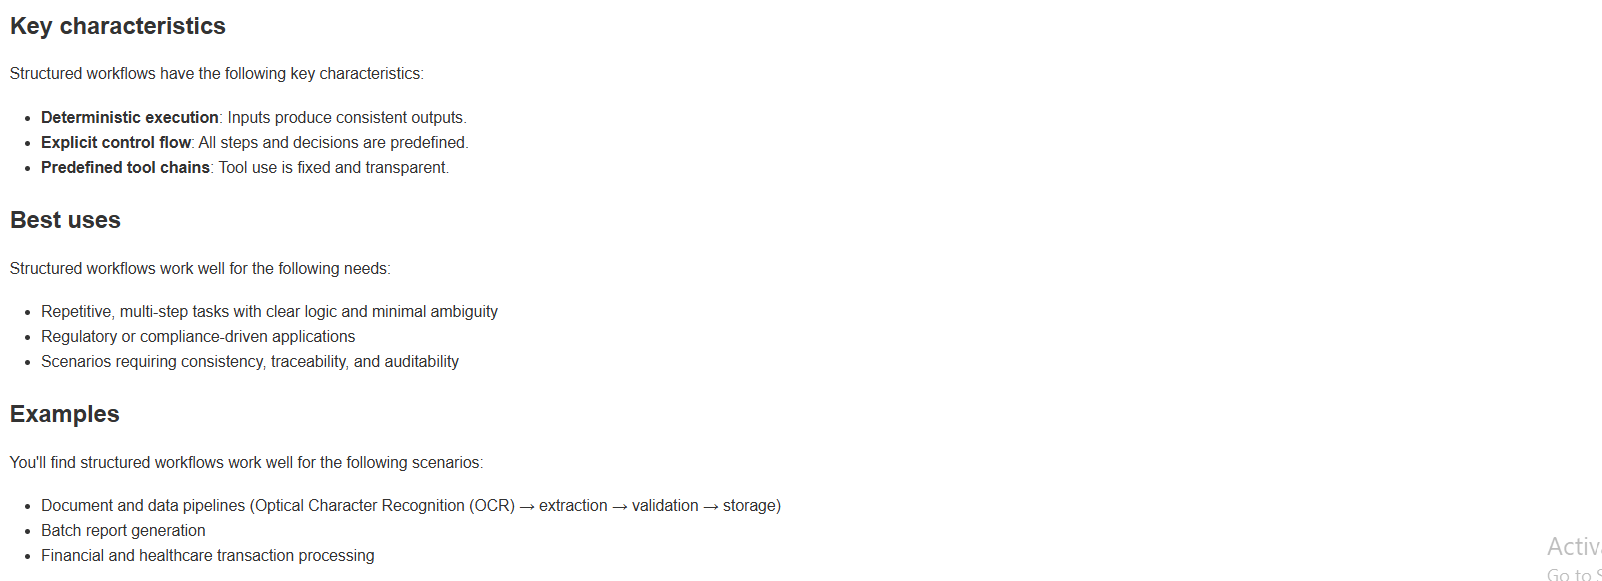 Key characteristics
Structured workflows have the following key characteristics:
• Deterministic execution: Inputs produce consistent outputs.
• Explicit control flow: All steps and decisions are predefined.
• Predefined tool chains: Tool use is fixed and transparent.
Best uses
Structured workflows work well for the following needs:
• Repetitive, multi-step tasks with clear logic and minimal ambiguity
• Regulatory or compliance-driven applications
• Scenarios requiring consistency, traceability, and auditability
Examples
You'll find structured workflows work well for the following scenarios:
• Document and data pipelines (Optical Character Recognition (OCR) → extraction → validation → storage)
• Batch report generation
• Financial and healthcare transaction processing
Activ
Go to S